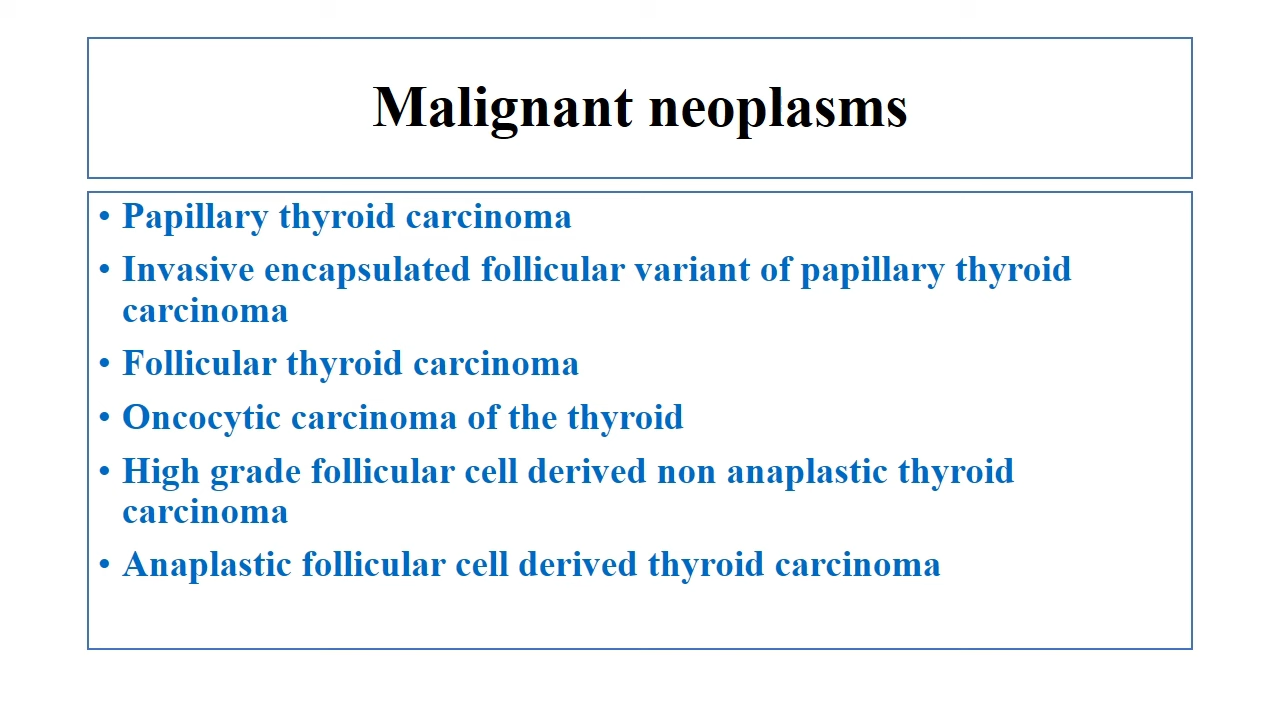 Malignant neoplasms
• Papillary thyroid carcinoma
• Invasive encapsulated follicular variant of papillary thyroid
carcinoma
• Follicular thyroid carcinoma
• Oncocytic carcinoma of the thyroid
• High grade follicular cell derived non anaplastic thyroid
carcinoma
• Anaplastic follicular cell derived thyroid carcinoma